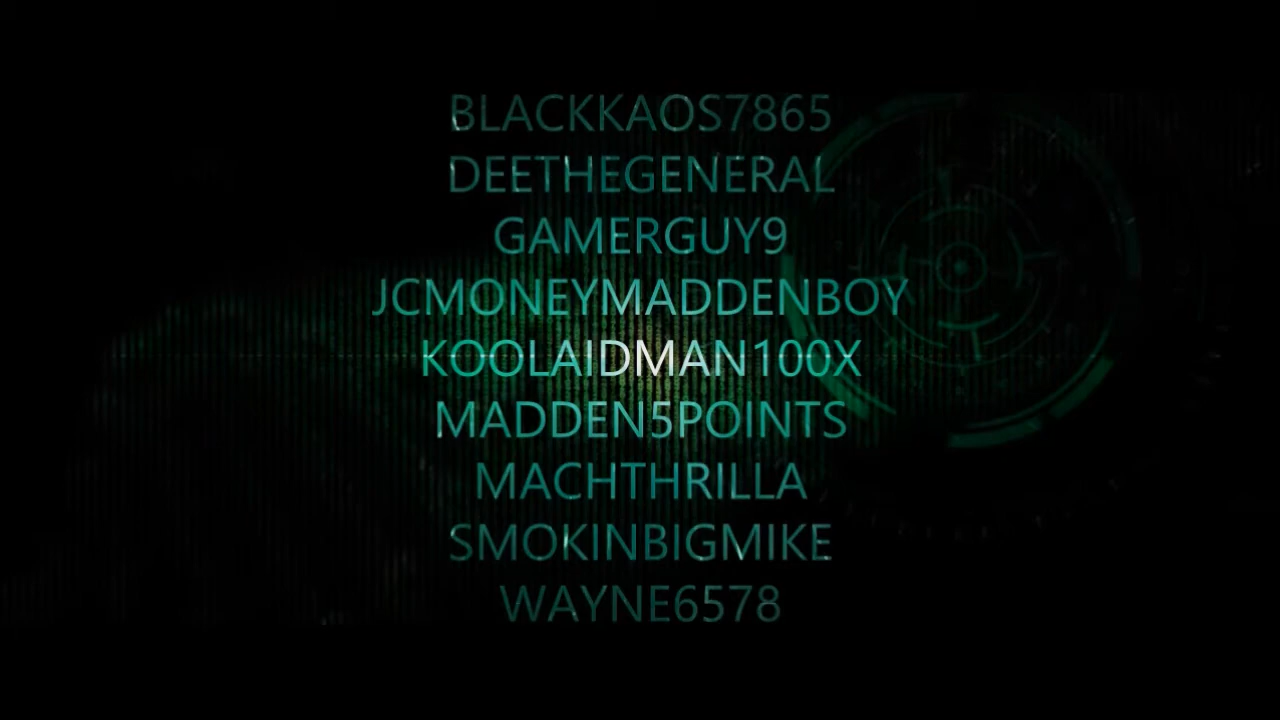 BLACKKAOS7865
DEETHEGENERAL
GAMERGUY9
JCMONEYMADDENBOY
KOOLAIDMAN100X
MADDEN5POINTS
MACHTHRILLA
SMOKINBIGMIKE
WAYNE6578